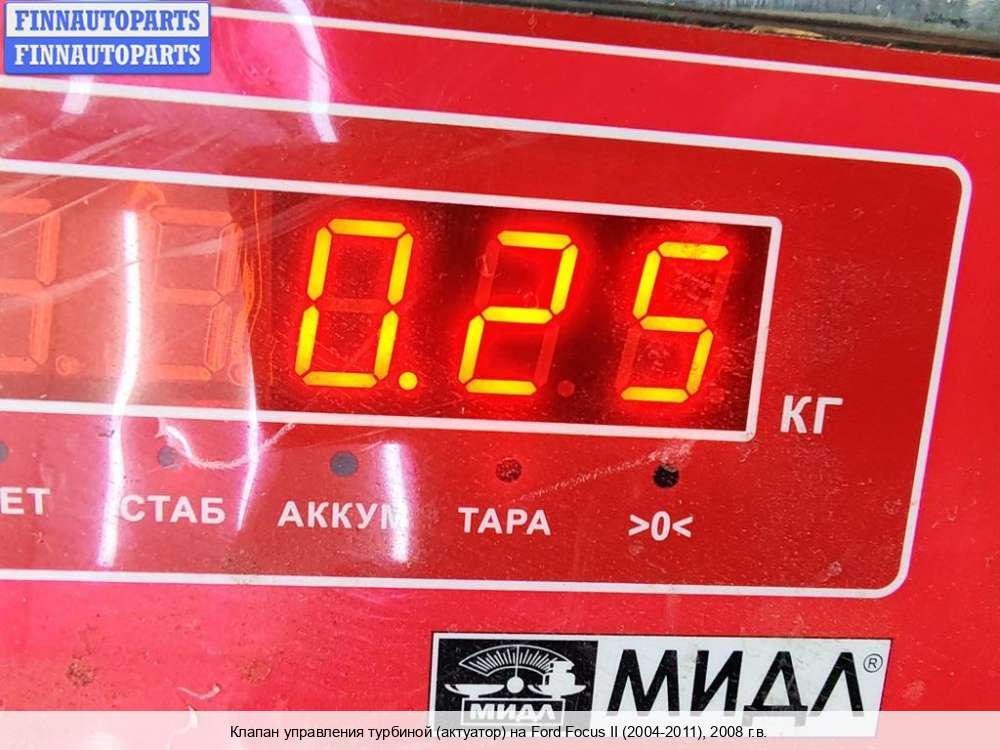 FINNAUTOPARTS
FINNAUTOPARTS
0.25
КГ
ЕТ СТАБ АККУМ ТАРА >0<
МИДЛ МИДЛ®
Клапан управления турбиной (актуатор) на Ford Focus II (2004-2011), 2008 г.в.